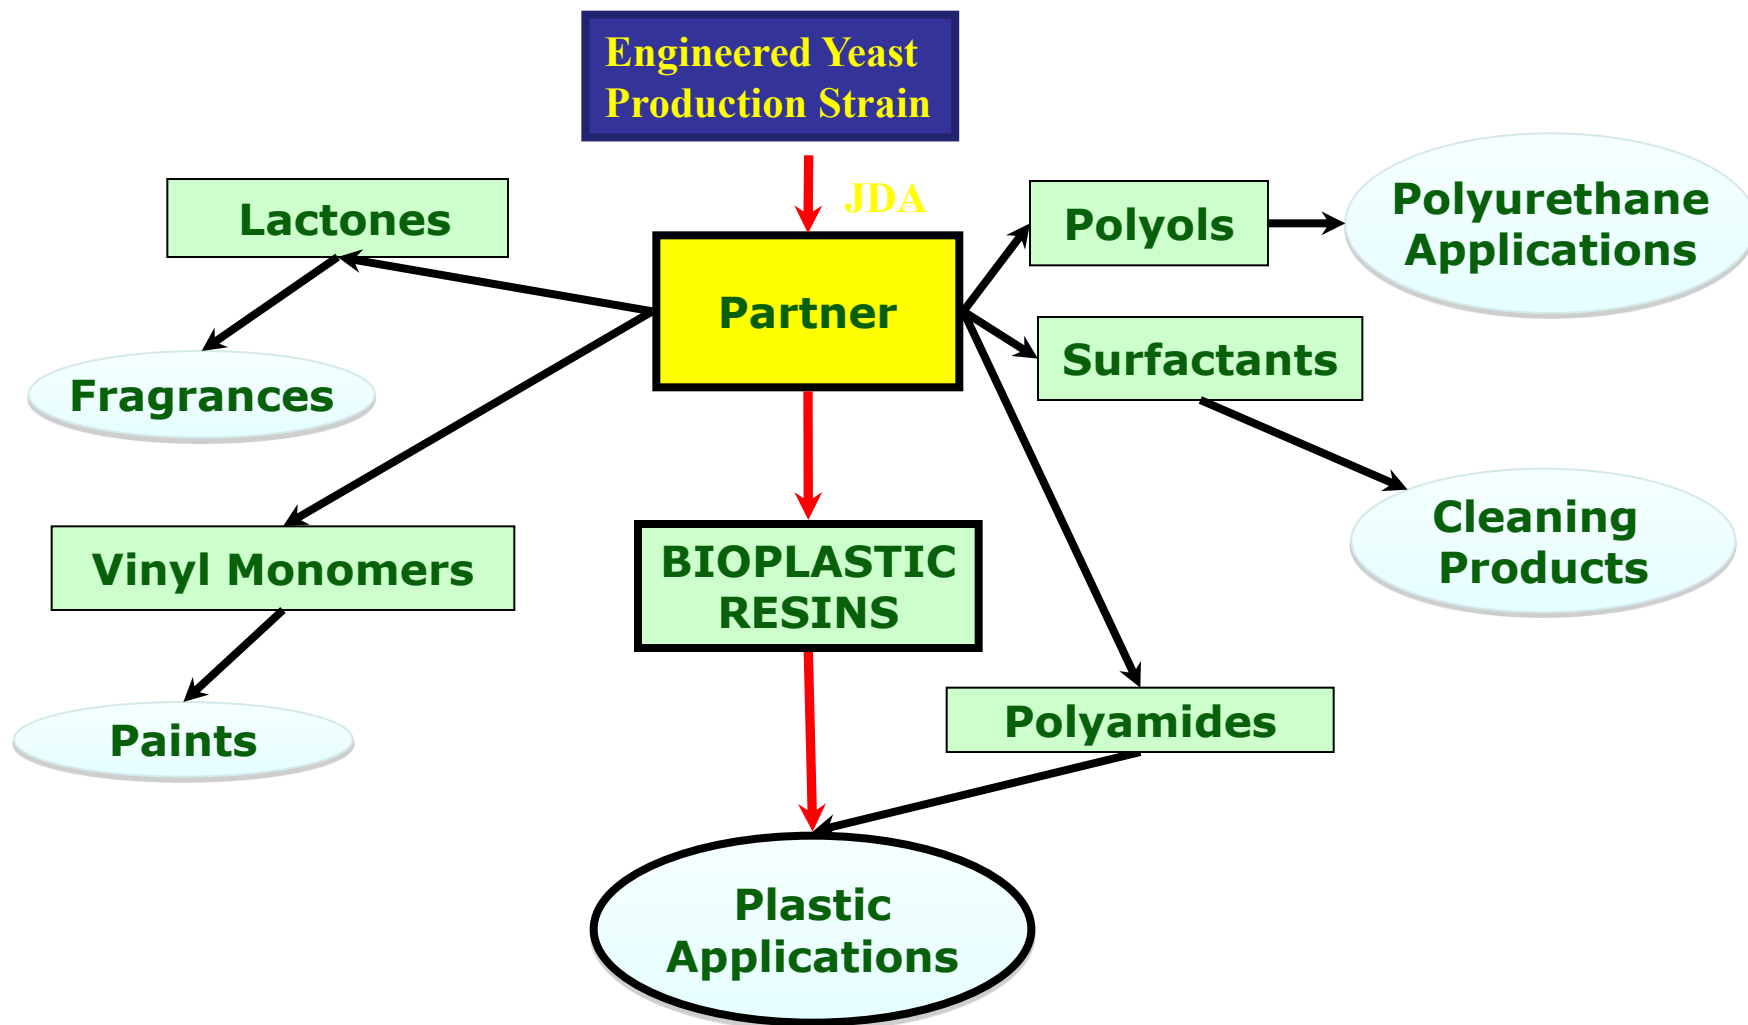 Engineered Yeast
Production Strain
JDA
Lactones
Partner
Polyols
Polyurethane
Applications
Surfactants
Fragrances
Cleaning
Products
Vinyl Monomers
BIOPLASTIC
RESINS
Paints
Polyamides
Plastic
Applications